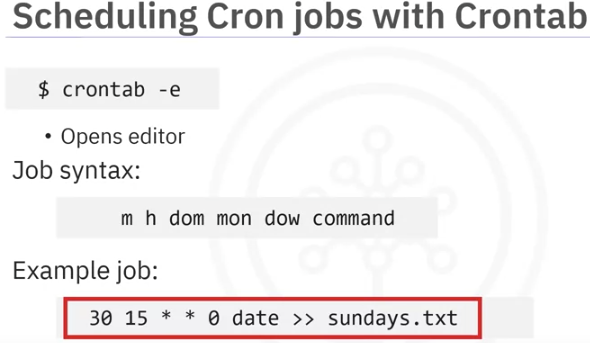 Scheduling Cron jobs with Crontab
$ crontab -e
• Opens editor
Job syntax:
m h dom mon dow command
Example job:
30 15 * * 0 date >> sundays.txt